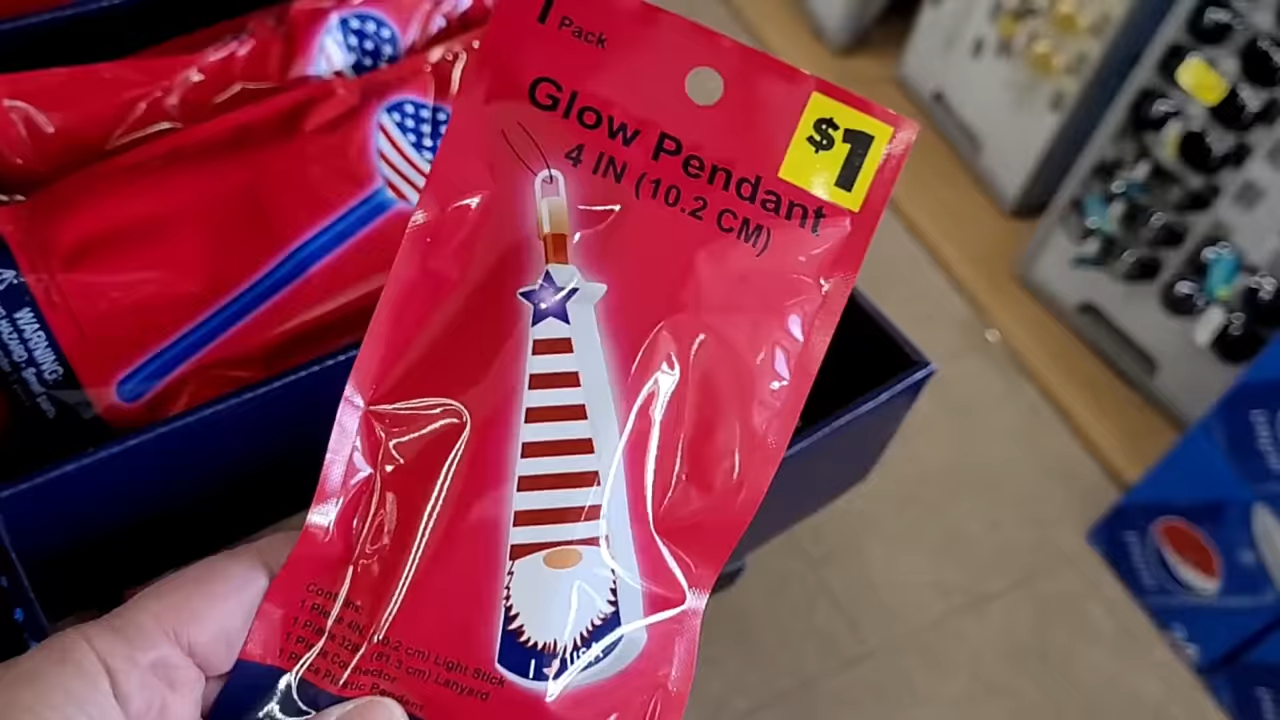 1 Pack
Glow Pendant
4 IN (10.2 CM)
$1
Contains:
1 Piece 4IN. (10.2 cm) Light Stick
1 Piece 32IN. (81.3 cm) Lanyard
1 Piece Connector
1 Piece Plastic Pendant
I USA
WARNING: